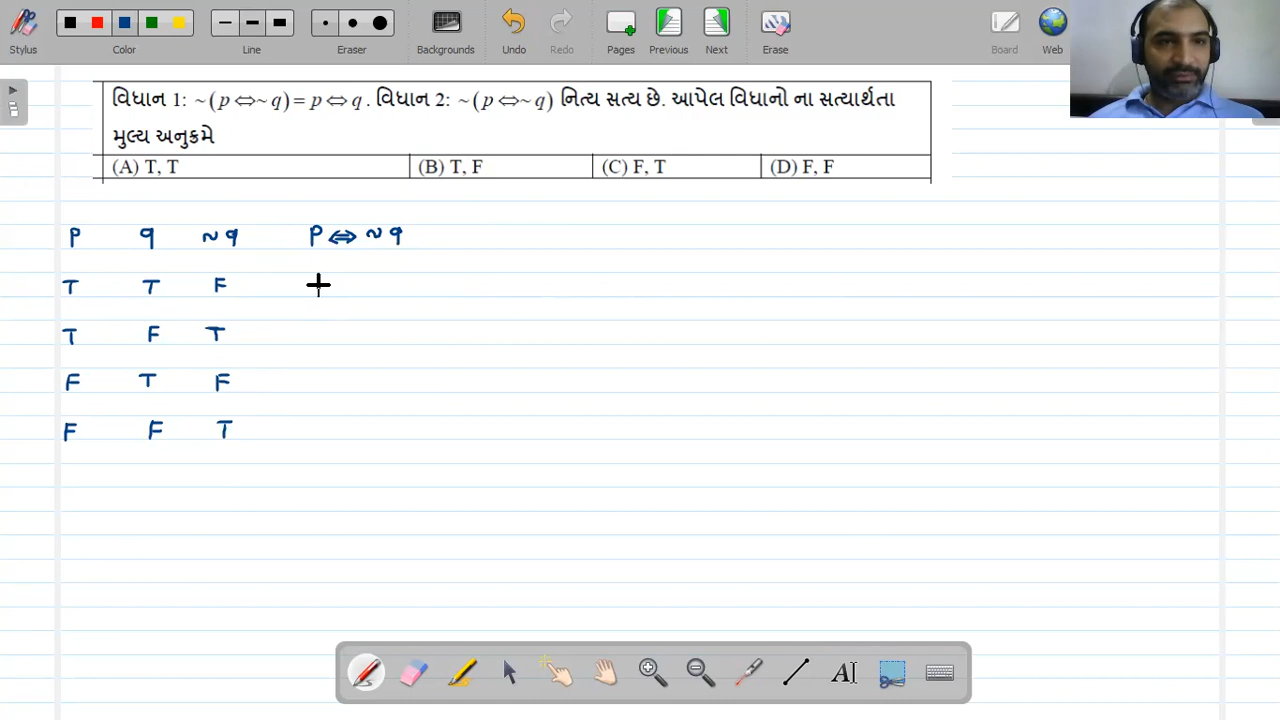 Stylus Color Line Eraser Backgrounds Undo Redo Pages Previous Next Erase Board Web
વિધાન 1: ~(p⇔~q)=p⇔q. વિધાન 2: ~(p⇔~q) નિત્ય સત્ય છે. આપેલ વિધાનો ના સત્યાર્થતા
મુલ્ય અનુક્રમે
(A) T, T (B) T, F (C) F, T (D) F, F
p q ~q p⇔~q
T T F
T F T
F T F
F F T